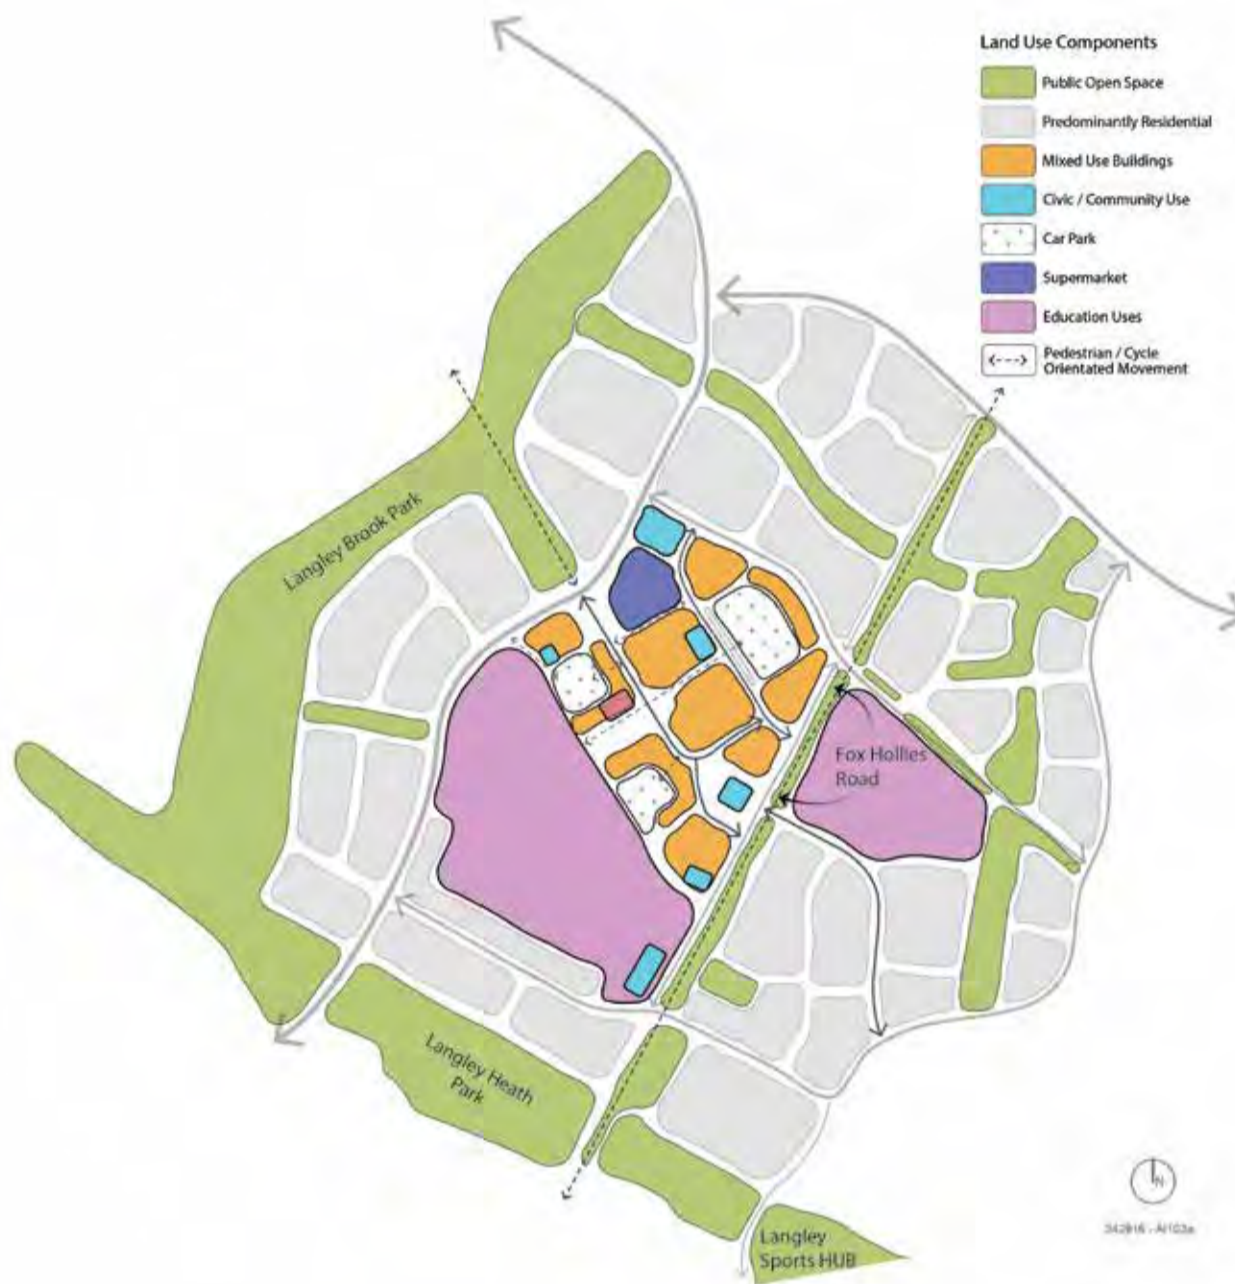 Land Use Components
Public Open Space
Predominantly Residential
Mixed Use Buildings
Civic / Community Use
Car Park
Supermarket
Education Uses
Pedestrian / Cycle
Orientated Movement
Langley Brook Park
Fox Hollies
Road
Langley Heath
Park
Langley
Sports HUB
N